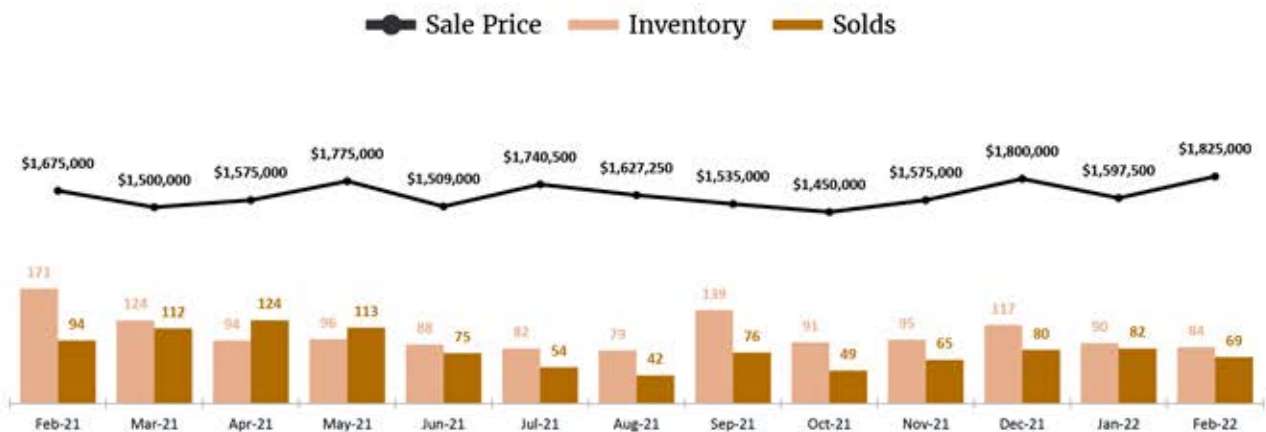 Sale Price Inventory Solds
$1,675,000 $1,500,000 $1,575,000 $1,775,000 $1,509,000 $1,740,500 $1,627,250 $1,535,000 $1,450,000 $1,575,000 $1,800,000 $1,597,500 $1,825,000
171 94 124 112 94 124 96 113 88 75 82 54 79 42 139 76 91 49 95 65 117 80 90 82 84 69
Feb-21 Mar-21 Apr-21 May-21 Jun-21 Jul-21 Aug-21 Sep-21 Oct-21 Nov-21 Dec-21 Jan-22 Feb-22